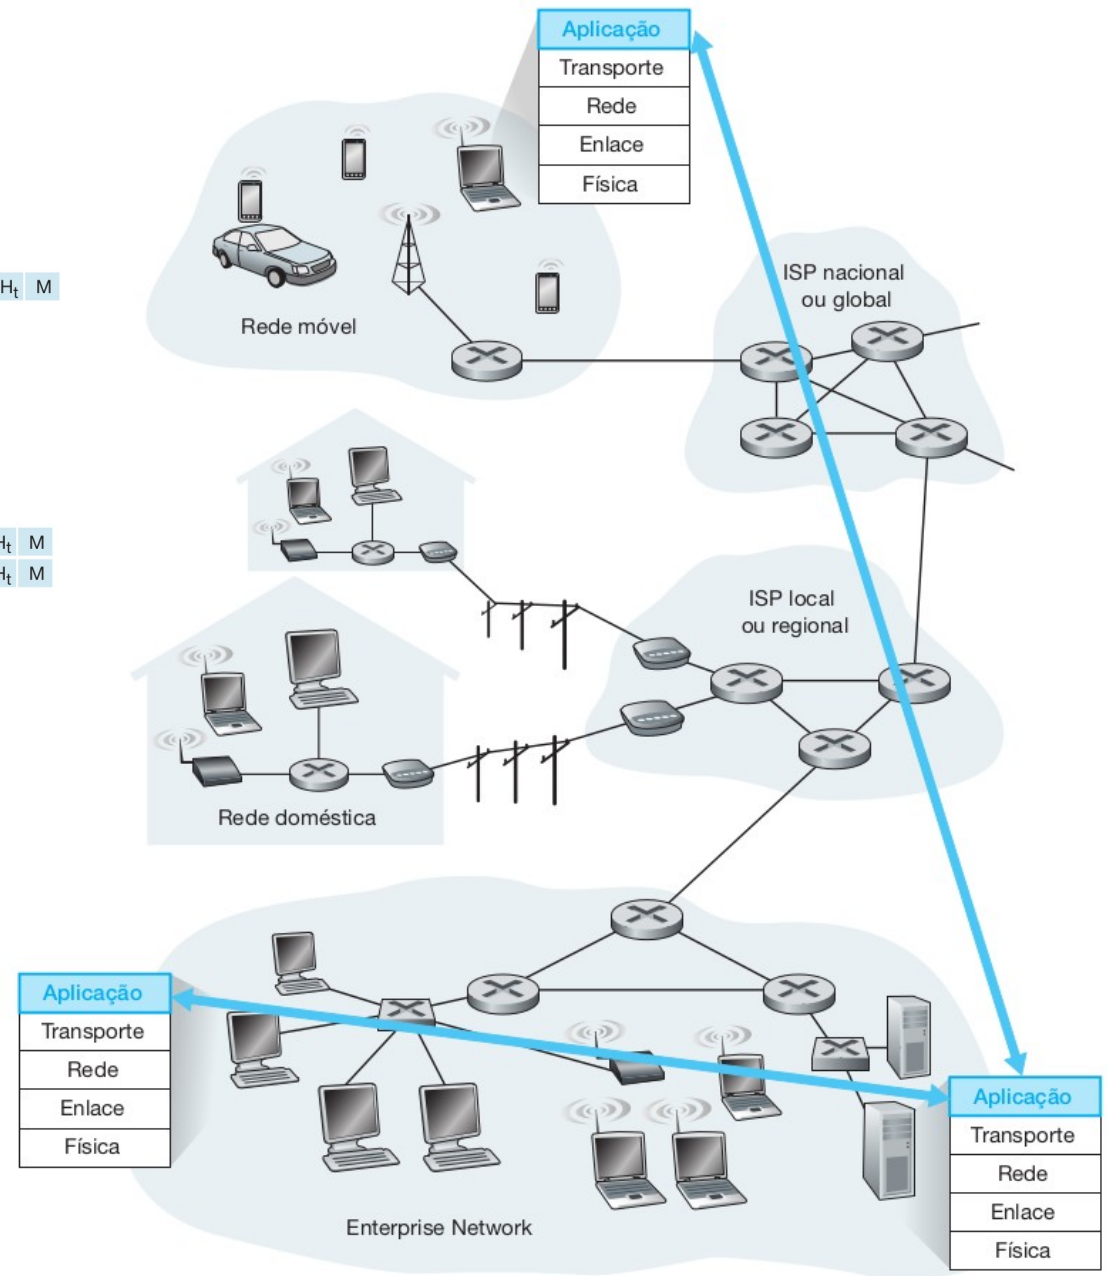 Aplicação
Transporte
Rede
Enlace
Física
ISP nacional
ou global
Ht M
Rede móvel
Ht M
Ht M
ISP local
ou regional
Rede doméstica
Aplicação
Transporte
Rede
Enlace
Física
Aplicação
Transporte
Rede
Enlace
Física
Enterprise Network